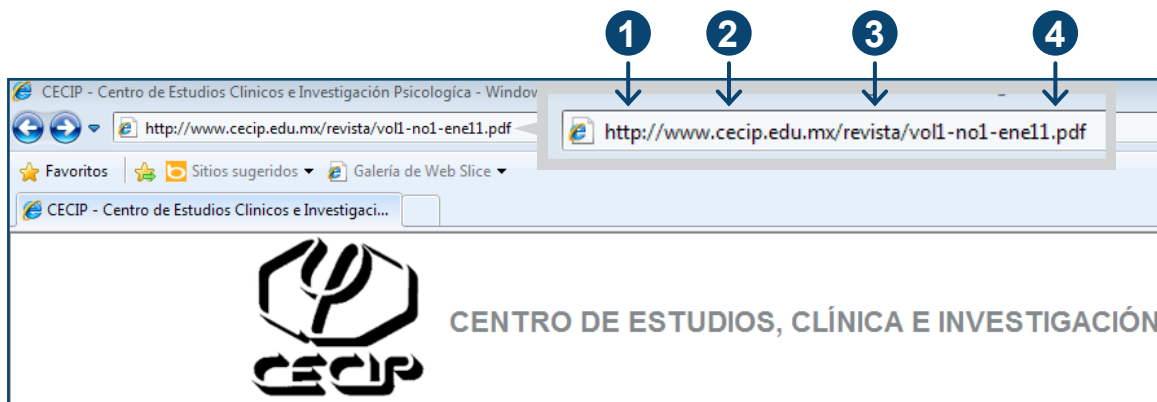 1 2 3 4
CECIP - Centro de Estudios Clinicos e Investigación Psicologíca - Window
http://www.cecip.edu.mx/revista/vol1-no1-ene11.pdf
http://www.cecip.edu.mx/revista/vol1-no1-ene11.pdf
Favoritos Sitios sugeridos Galería de Web Slice
CECIP - Centro de Estudios Clinicos e Investigaci...
CENTRO DE ESTUDIOS, CLÍNICA E INVESTIGACIÓN
CECIP